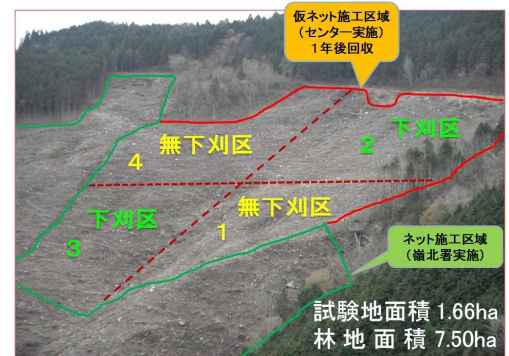 仮ネット施工区域
（センター実施）
１年後回収
無下刈区
4
下刈区
2
下刈区
3
無下刈区
1
ネット施工区域
（嶺北署実施）
試験地面積 1.66ha
林地面積 7.50ha